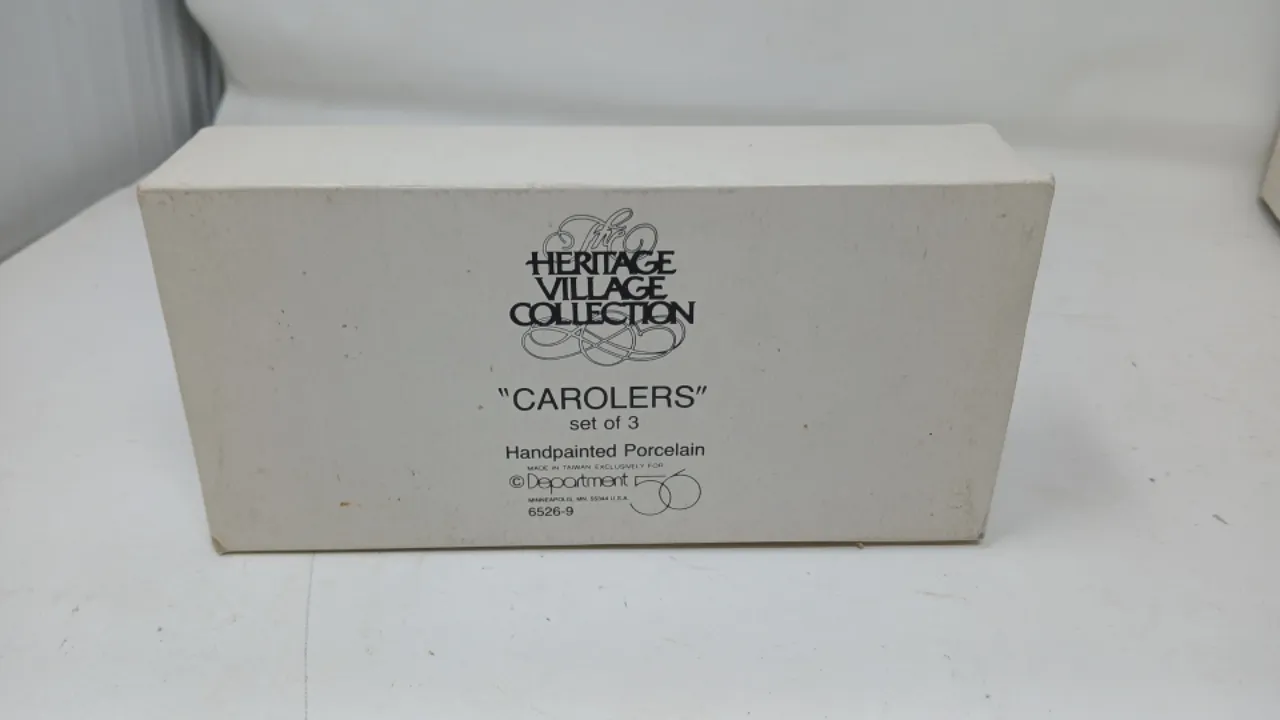 The
HERITAGE
VILLAGE
COLLECTION
"CAROLERS"
set of 3
Handpainted Porcelain
MADE IN TAIWAN EXCLUSIVELY FOR
© Department 56
MINNEAPOLIS, MN. 55344 U.S.A.
6526-9